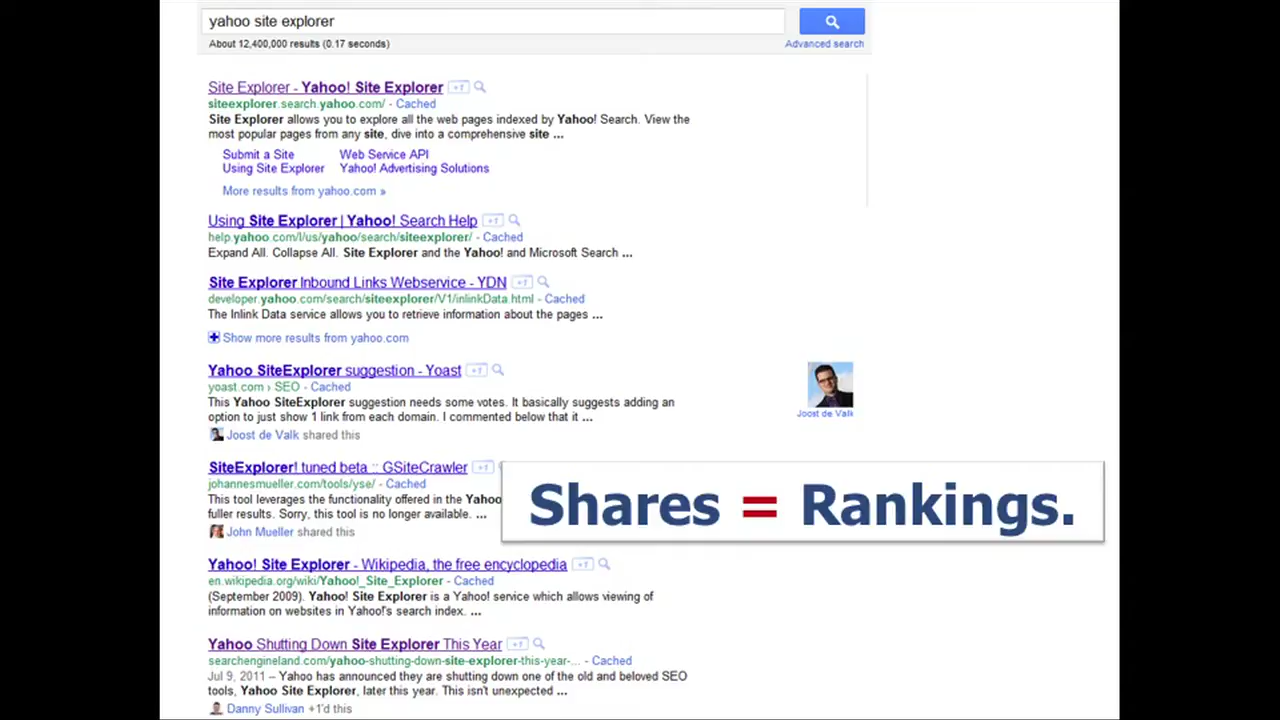 yahoo site explorer
About 12,400,000 results (0.17 seconds)
Advanced search
Site Explorer - Yahoo! Site Explorer +1
siteexplorer.search.yahoo.com/ - Cached
Site Explorer allows you to explore all the web pages indexed by Yahoo! Search. View the
most popular pages from any site, dive into a comprehensive site ...
Submit a Site Web Service API
Using Site Explorer Yahoo! Advertising Solutions
More results from yahoo.com »
Using Site Explorer | Yahoo! Search Help +1
help.yahoo.com/l/us/yahoo/search/siteexplorer/ - Cached
Expand All. Collapse All. Site Explorer and the Yahoo! and Microsoft Search ...
Site Explorer Inbound Links Webservice - YDN +1
developer.yahoo.com/search/siteexplorer/V1/inlinkData.html - Cached
The Inlink Data service allows you to retrieve information about the pages ...
Show more results from yahoo.com
Yahoo SiteExplorer suggestion - Yoast +1
yoast.com › SEO - Cached
This Yahoo SiteExplorer suggestion needs some votes. It basically suggests adding an
option to just show 1 link from each domain. I commented below that it ...
Joost de Valk shared this
Joost de Valk
SiteExplorer! tuned beta :: GSiteCrawler +1
johannesmueller.com/tools/yse/ - Cached
This tool leverages the functionality offered in the Yahoo
fuller results. Sorry, this tool is no longer available. ...
John Mueller shared this
Shares = Rankings.
Yahoo! Site Explorer - Wikipedia, the free encyclopedia +1
en.wikipedia.org/wiki/Yahoo!_Site_Explorer - Cached
(September 2009). Yahoo! Site Explorer is a Yahoo! service which allows viewing of
information on websites in Yahoo!'s search index. ...
Yahoo Shutting Down Site Explorer This Year +1
searchengineland.com/yahoo-shutting-down-site-explorer-this-year-... - Cached
Jul 9, 2011 – Yahoo has announced they are shutting down one of the old and beloved SEO
tools, Yahoo Site Explorer, later this year. This isn't unexpected ...
Danny Sullivan +1'd this